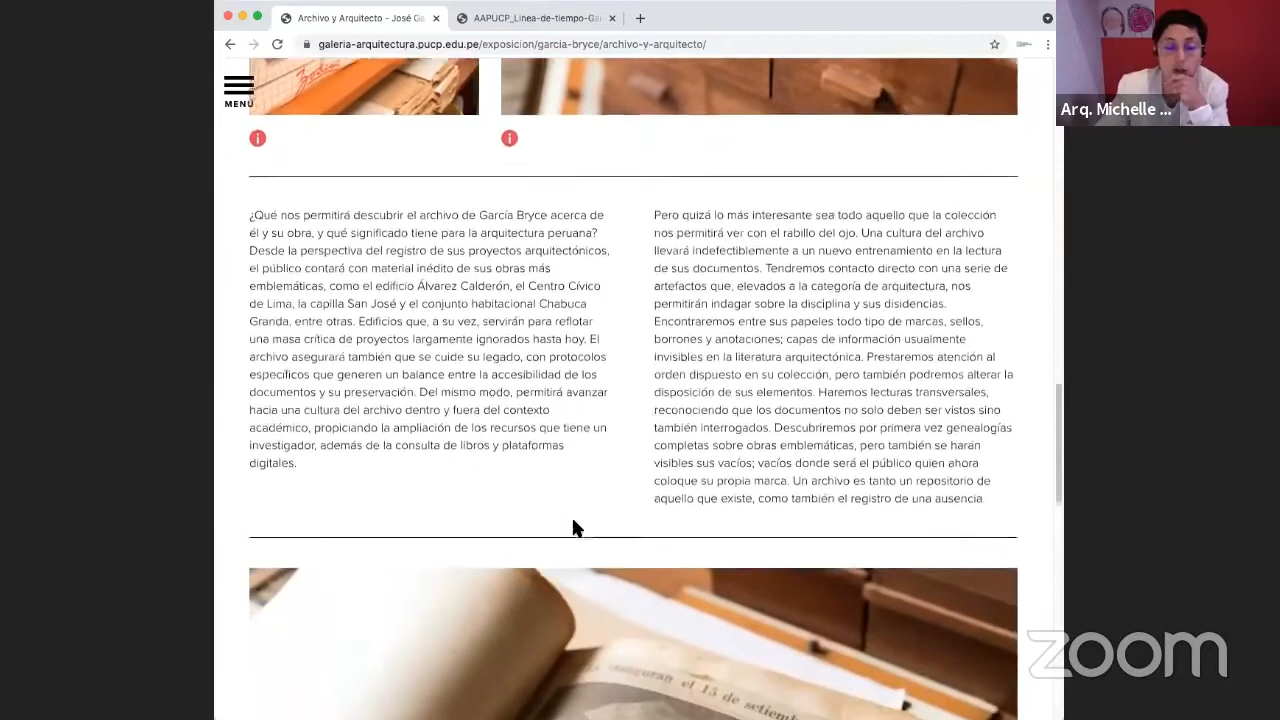 Archivo y Arquitecto - José Ga
AAPUCP_Linea-de-tiempo-Ga
galeria-arquitectura.pucp.edu.pe/exposicion/garcia-bryce/archivo-y-arquitecto/
MENU
Arq. Michelle ...
¿Qué nos permitirá descubrir el archivo de García Bryce acerca de
él y su obra, y qué significado tiene para la arquitectura peruana?
Desde la perspectiva del registro de sus proyectos arquitectónicos,
el público contará con material inédito de sus obras más
emblemáticas, como el edificio Álvarez Calderón, el Centro Cívico
de Lima, la capilla San José y el conjunto habitacional Chabuca
Granda, entre otras. Edificios que, a su vez, servirán para reflotar
una masa crítica de proyectos largamente ignorados hasta hoy. El
archivo asegurará también que se cuide su legado, con protocolos
específicos que generen un balance entre la accesibilidad de los
documentos y su preservación. Del mismo modo, permitirá avanzar
hacia una cultura del archivo dentro y fuera del contexto
académico, propiciando la ampliación de los recursos que tiene un
investigador, además de la consulta de libros y plataformas
digitales.
Pero quizá lo más interesante sea todo aquello que la colección
nos permitirá ver con el rabillo del ojo. Una cultura del archivo
llevará indefectiblemente a un nuevo entrenamiento en la lectura
de sus documentos. Tendremos contacto directo con una serie de
artefactos que, elevados a la categoría de arquitectura, nos
permitirán indagar sobre la disciplina y sus disidencias.
Encontraremos entre sus papeles todo tipo de marcas, sellos,
borrones y anotaciones; capas de información usualmente
invisibles en la literatura arquitectónica. Prestaremos atención al
orden dispuesto en su colección, pero también podremos alterar la
disposición de sus elementos. Haremos lecturas transversales,
reconociendo que los documentos no solo deben ser vistos sino
también interrogados. Descubriremos por primera vez genealogías
completas sobre obras emblemáticas, pero también se harán
visibles sus vacíos; vacíos donde será el público quien ahora
coloque su propia marca. Un archivo es tanto un repositorio de
aquello que existe, como también el registro de una ausencia.
aseguran el 15 de setiemb
zoom